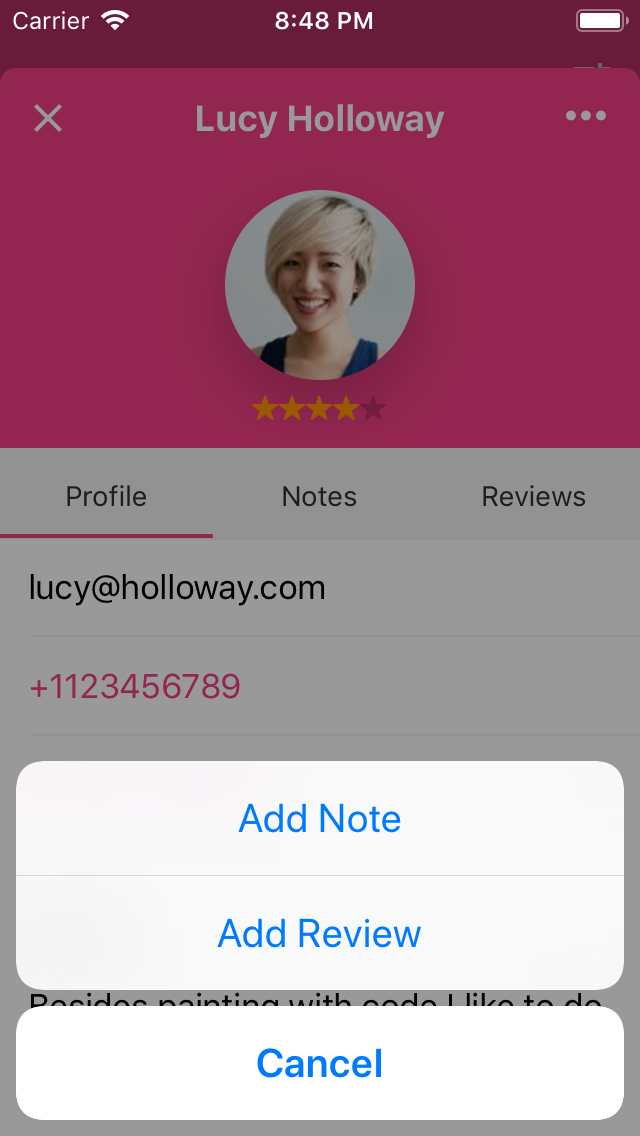 Carrier 8:48 PM
Lucy Holloway
Profile Notes Reviews
lucy@holloway.com
+1123456789
Add Note
Add Review
Besides painting with code I like to do
Cancel